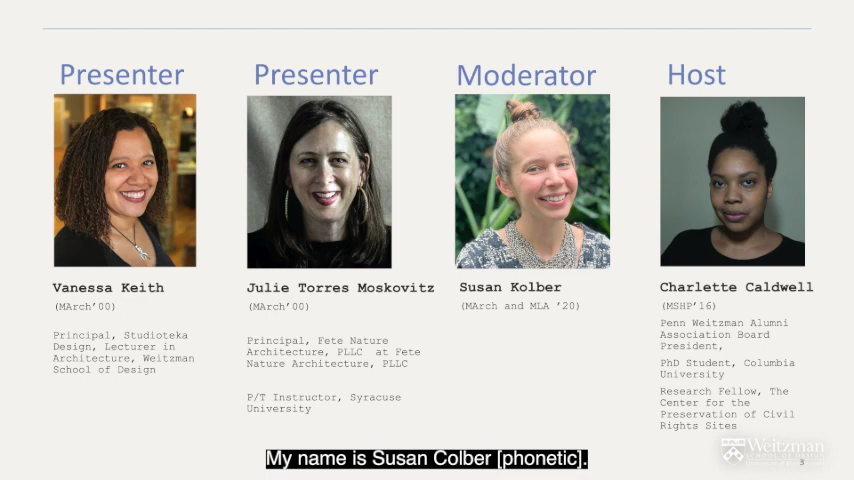 Presenter
Vanessa Keith
(MArch’00)
Principal, Studioteka
Design, Lecturer in
Architecture, Weitzman
School of Design
Presenter
Julie Torres Moskovitz
(MArch’00)
Principal, Fete Nature
Architecture, PLLC at Fete
Nature Architecture, PLLC
P/T Instructor, Syracuse
University
Moderator
Susan Kolber
(MArch and MLA ’20)
Host
Charlette Caldwell
(MSHP’16)
Penn Weitzman Alumni
Association Board
President,
PhD Student, Columbia
University
Research Fellow, The
Center for the
Preservation of Civil
Rights Sites
My name is Susan Colber [phonetic].
Weitzman
3